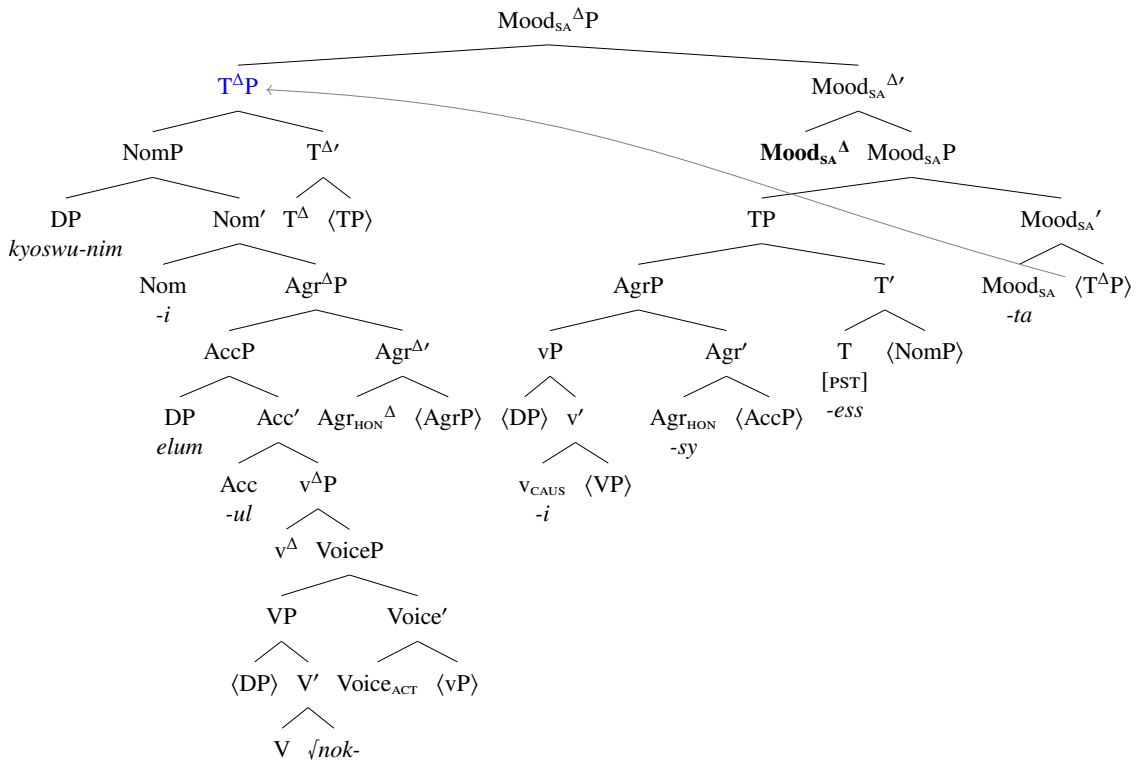 Mood_SA^ΔP
T^ΔP Mood_SA^Δ′
NomP T^Δ′ Mood_SA^Δ Mood_SAP
DP Nom′ T^Δ ⟨TP⟩ TP Mood_SA′
kyoswu-nim
Nom Agr^ΔP AgrP T′ Mood_SA ⟨T^ΔP⟩
-i -ta
AccP Agr^Δ′ vP Agr′ T ⟨NomP⟩
[PST]
DP Acc′ Agr_HON^Δ ⟨AgrP⟩ ⟨DP⟩ v′ Agr_HON ⟨AccP⟩ -ess
elum -sy
Acc v^ΔP v_CAUS ⟨VP⟩
-ul -i
v^Δ VoiceP
VP Voice′
⟨DP⟩ V′ Voice_ACT ⟨vP⟩
V √nok-